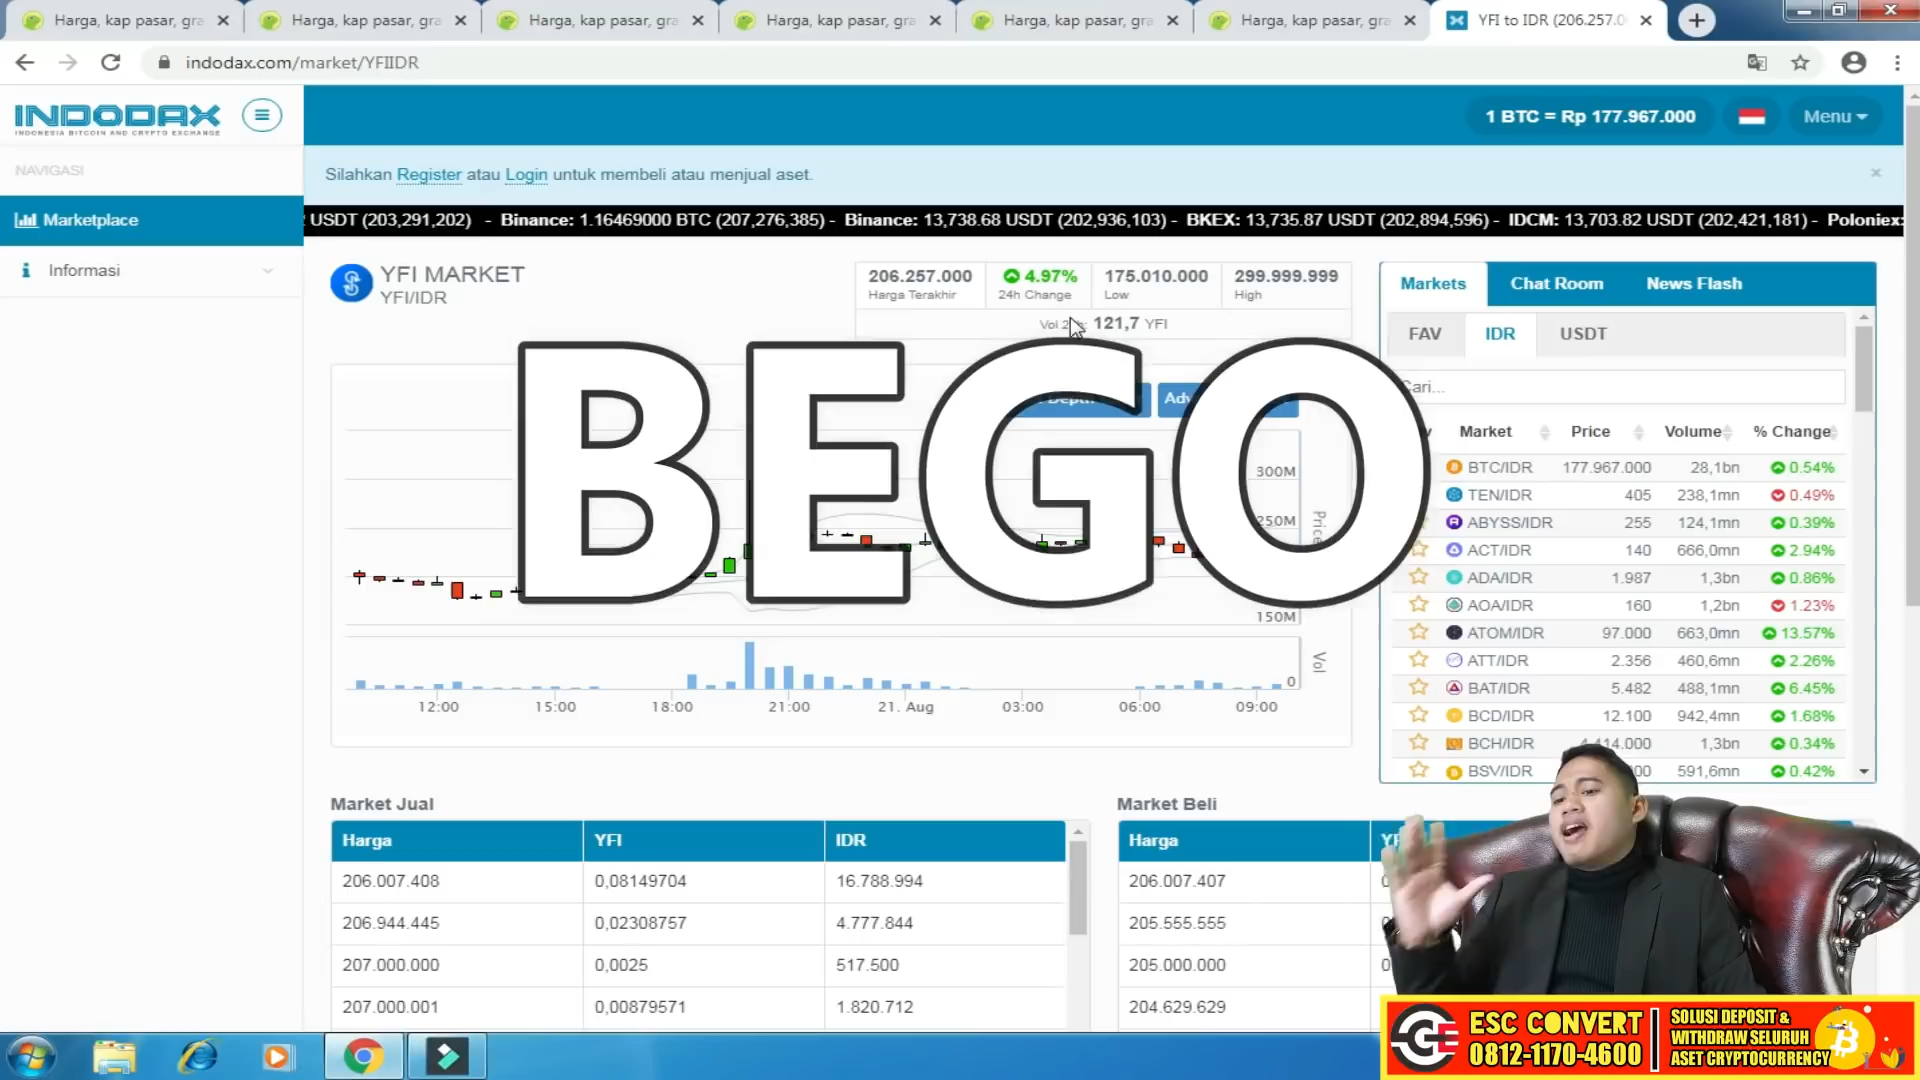 Harga, kap pasar, gra
Harga, kap pasar, gra
Harga, kap pasar, gra
Harga, kap pasar, gra
Harga, kap pasar, gra
Harga, kap pasar, gra
YFI to IDR (206.257.0
indodax.com/market/YFIIDR
INDODAX
INDONESIA BITCOIN AND CRYPTO EXCHANGE
1 BTC = Rp 177.967.000
Menu
NAVIGASI
Silahkan Register atau Login untuk membeli atau menjual aset.
Marketplace
USDT (203,291,202) - Binance: 1.16469000 BTC (207,276,385) - Binance: 13,738.68 USDT (202,936,103) - BKEX: 13,735.87 USDT (202,894,596) - IDCM: 13,703.82 USDT (202,421,181) - Poloniex:
Informasi
YFI MARKET
YFI/IDR
206.257.000
Harga Terakhir
4.97%
24h Change
175.010.000
Low
299.999.999
High
121,7 YFI
Markets
Chat Room
News Flash
FAV
IDR
USDT
Cari...
BEGO
Market Price Volume % Change
BTC/IDR 177.967.000 28,1bn 0.54%
TEN/IDR 405 238,1mn 0.49%
ABYSS/IDR 255 124,1mn 0.39%
ACT/IDR 140 666,0mn 2.94%
ADA/IDR 1.987 1,3bn 0.86%
AOA/IDR 160 1,2bn 1.23%
ATOM/IDR 97.000 663,0mn 13.57%
ATT/IDR 2.356 460,6mn 2.26%
BAT/IDR 5.482 488,1mn 6.45%
BCD/IDR 12.100 942,4mn 1.68%
BCH/IDR 1,3bn 0.34%
BSV/IDR 591,6mn 0.42%
300M
250M
150M
Vol
0
12:00 15:00 18:00 21:00 21. Aug 03:00 06:00 09:00
Market Jual
Harga YFI IDR
206.007.408 0,08149704 16.788.994
206.944.445 0,02308757 4.777.844
207.000.000 0,0025 517.500
207.000.001 0,00879571 1.820.712
Market Beli
Harga
206.007.407
205.555.555
205.000.000
204.629.629
ESC CONVERT
0812-1170-4600
SOLUSI DEPOSIT &
WITHDRAW SELURUH
ASET CRYPTOCURRENCY